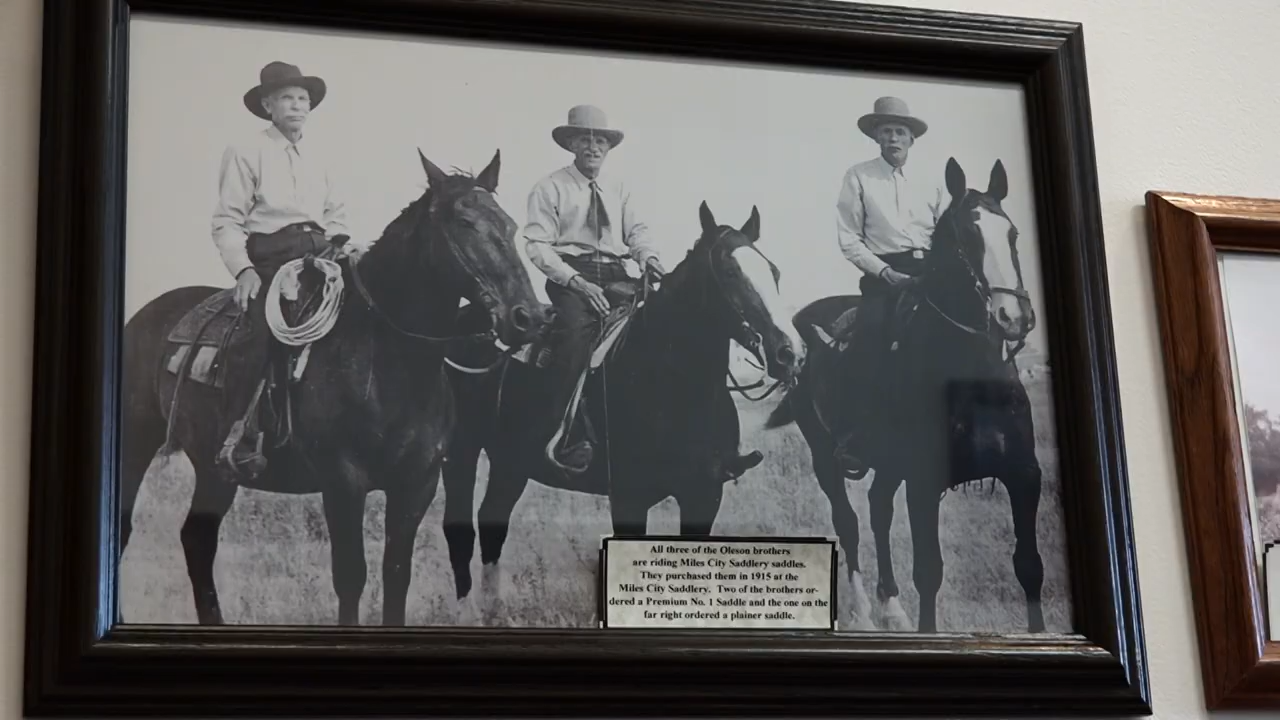 All three of the Oleson brothers
are riding Miles City Saddlery saddles.
They purchased them in 1915 at the
Miles City Saddlery. Two of the brothers or-
dered a Premium No. 1 Saddle and the one on the
far right ordered a plainer saddle.